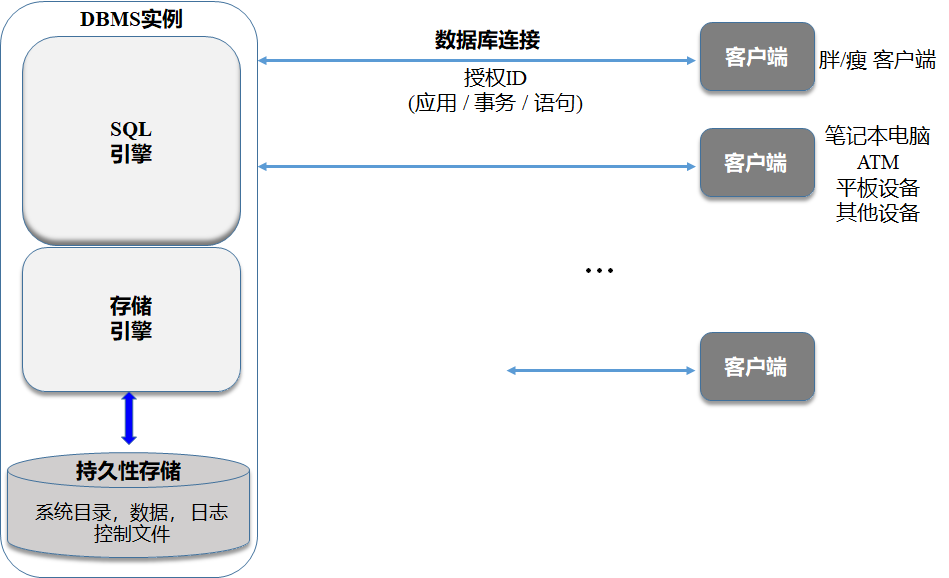 DBMS实例
SQL
引擎
存储
引擎
持久性存储
系统目录，数据，日志
控制文件
数据库连接
授权ID
(应用 / 事务 / 语句)
...
客户端
胖/瘦 客户端
客户端
笔记本电脑
ATM
平板设备
其他设备
客户端